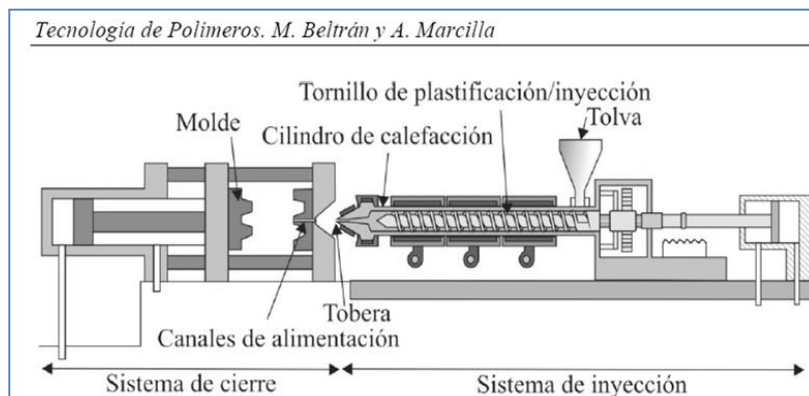 Tecnología de Polímeros. M. Beltrán y A. Marcilla
Tornillo de plastificación/inyección
Molde
Tolva
Cilindro de calefacción
Tobera
Canales de alimentación
Sistema de cierre
Sistema de inyección